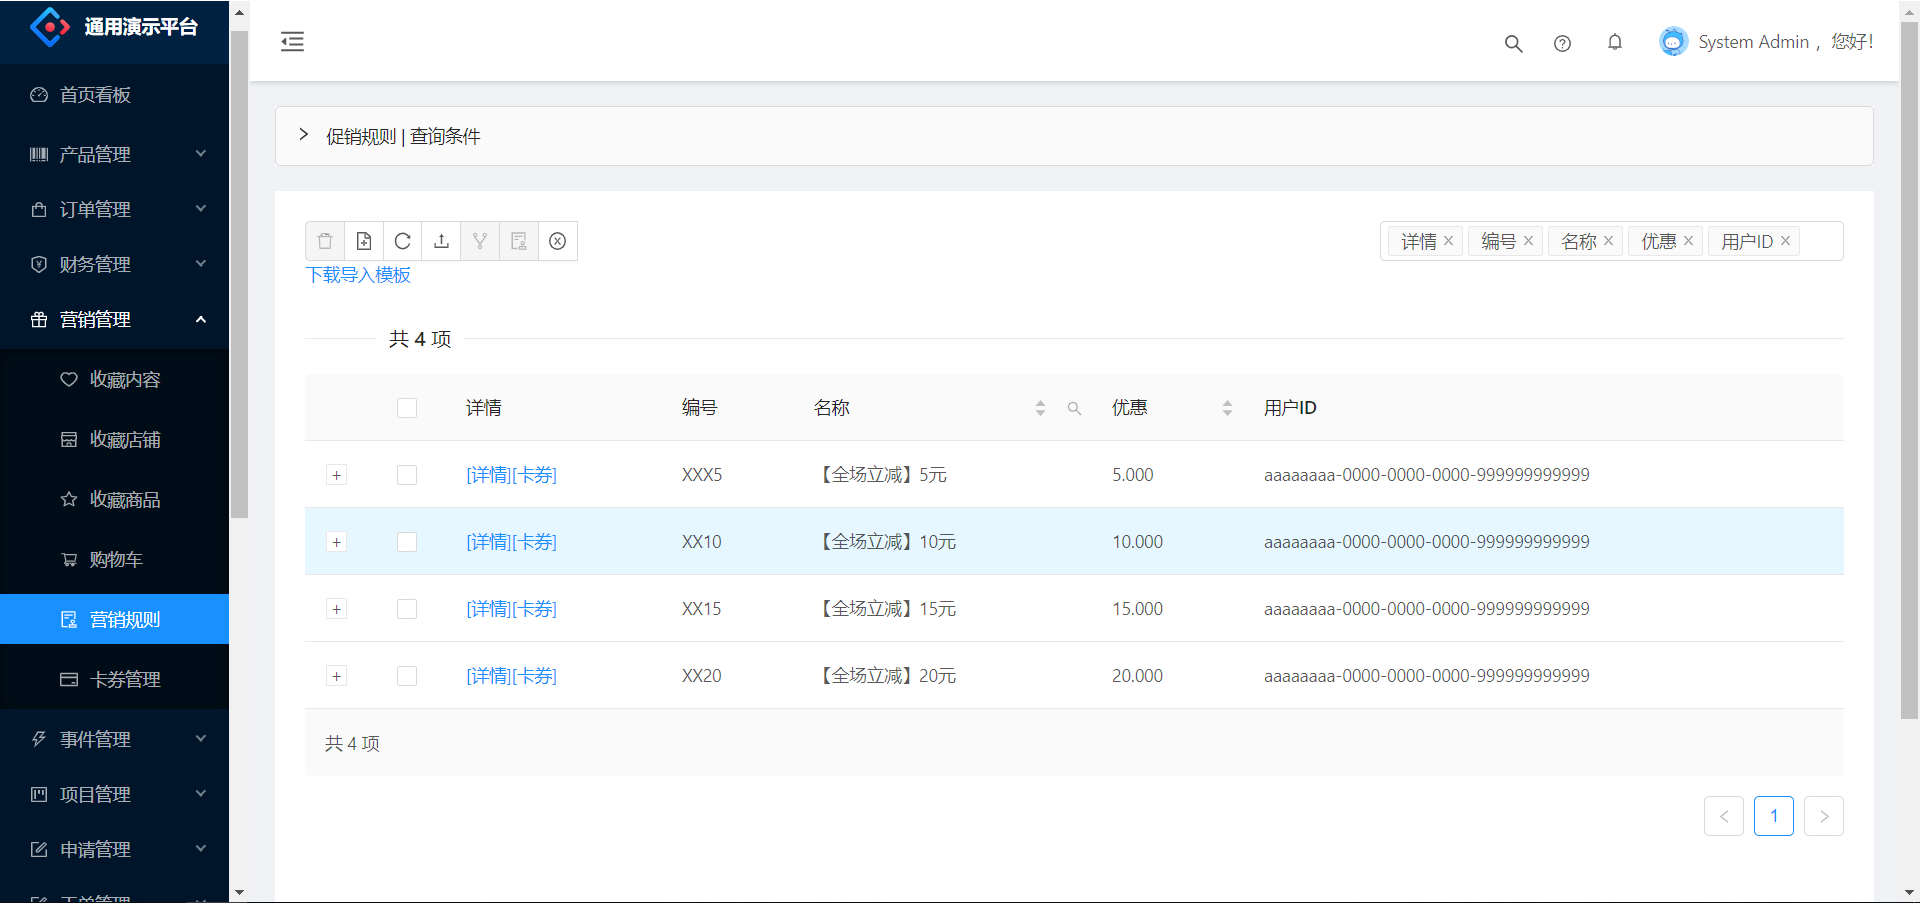 通用演示平台
首页看板
产品管理
订单管理
财务管理
营销管理
收藏内容
收藏店铺
收藏商品
购物车
营销规则
卡券管理
事件管理
项目管理
申请管理
System Admin , 您好!
促销规则 | 查询条件
详情 编号 名称 优惠 用户ID
下载导入模板
共 4 项
详情 编号 名称 优惠 用户ID
[详情][卡券] XXX5 【全场立减】5元 5.000 aaaaaaaa-0000-0000-0000-999999999999
[详情][卡券] XX10 【全场立减】10元 10.000 aaaaaaaa-0000-0000-0000-999999999999
[详情][卡券] XX15 【全场立减】15元 15.000 aaaaaaaa-0000-0000-0000-999999999999
[详情][卡券] XX20 【全场立减】20元 20.000 aaaaaaaa-0000-0000-0000-999999999999
共 4 项
1